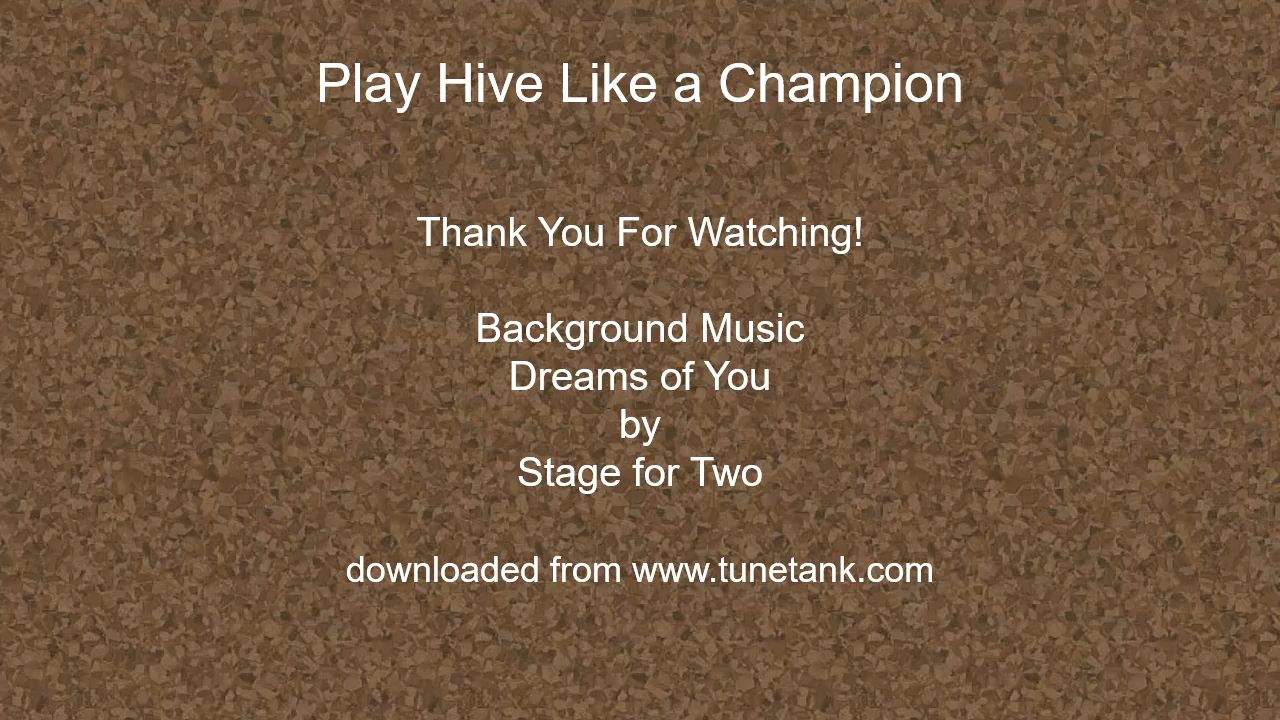 Play Hive Like a Champion
Thank You For Watching!
Background Music
Dreams of You
by
Stage for Two
downloaded from www.tunetank.com